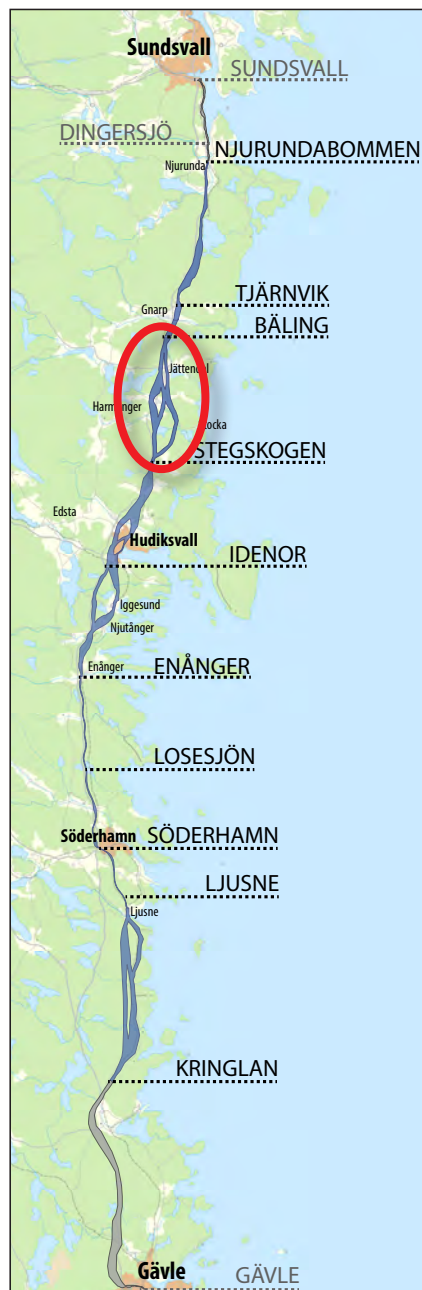 Sundsvall
SUNDSVALL
DINGERSJÖ
NJURUNDABOMMEN
Njurunda
TJÄRNVIK
Gnarp
BÄLING
Jättendal
Harmånger
STEGSKOGEN
Edsta
Hudiksvall
IDENOR
Iggesund
Njutånger
Enånger
ENÅNGER
LOSESJÖN
Söderhamn
SÖDERHAMN
LJUSNE
Ljusne
KRINGLAN
Gävle
GÄVLE